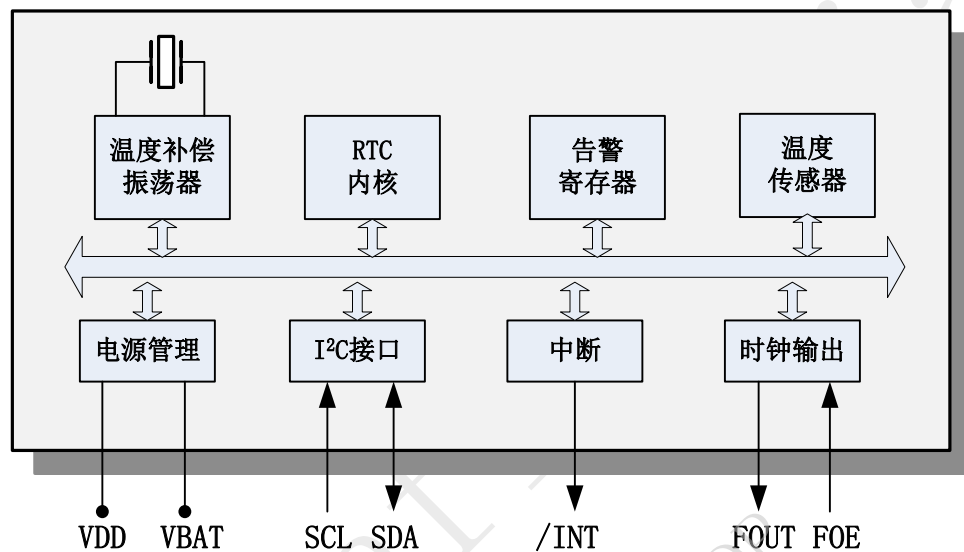 温度补偿
振荡器
RTC
内核
告警
寄存器
温度
传感器
电源管理
I²C接口
中断
时钟输出
VDD VBAT SCL SDA /INT FOUT FOE